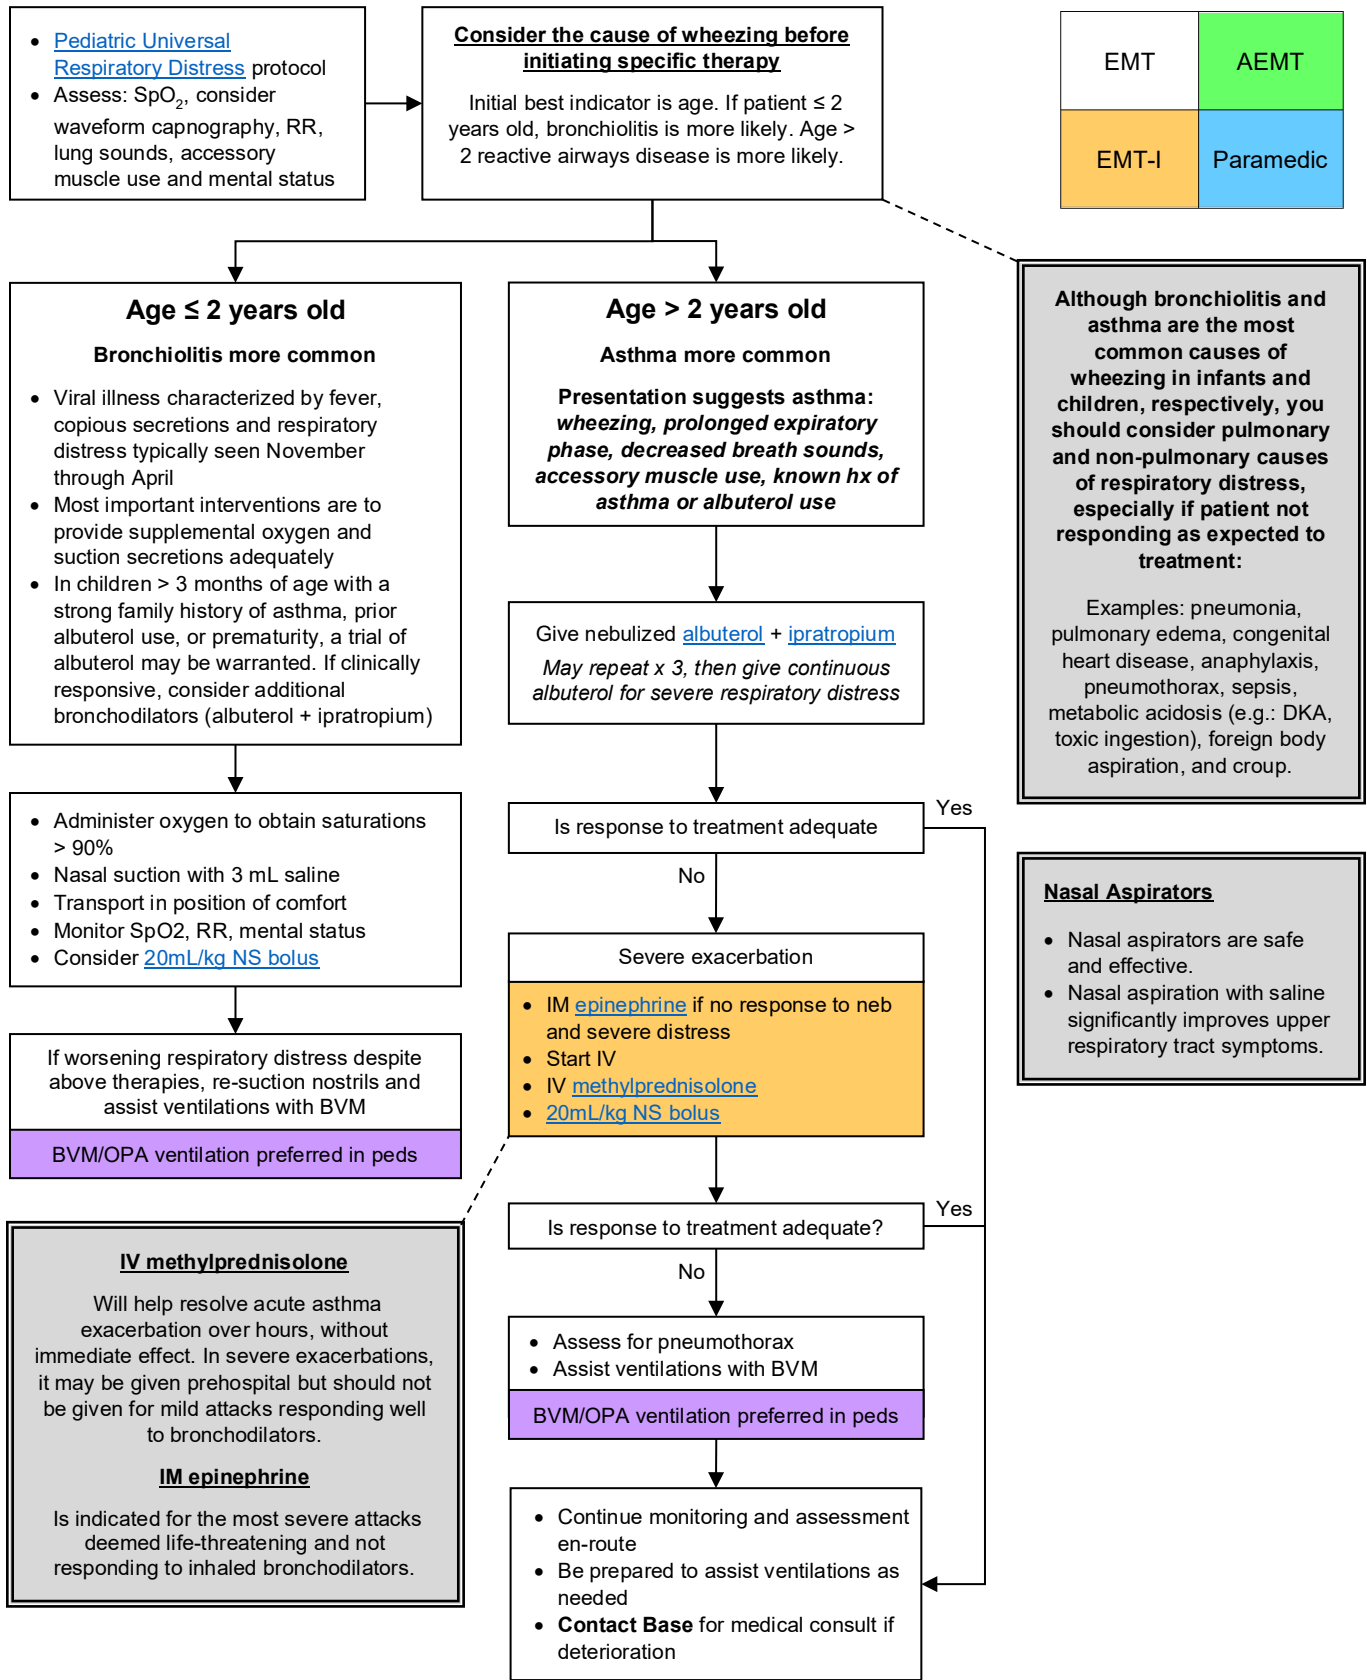 • Pediatric Universal
Respiratory Distress protocol
• Assess: SpO2, consider
waveform capnography, RR,
lung sounds, accessory
muscle use and mental status
Consider the cause of wheezing before
initiating specific therapy
Initial best indicator is age. If patient ≤ 2
years old, bronchiolitis is more likely. Age >
2 reactive airways disease is more likely.
EMT
AEMT
EMT-I
Paramedic
Age ≤ 2 years old
Bronchiolitis more common
• Viral illness characterized by fever,
copious secretions and respiratory
distress typically seen November
through April
• Most important interventions are to
provide supplemental oxygen and
suction secretions adequately
• In children > 3 months of age with a
strong family history of asthma, prior
albuterol use, or prematurity, a trial of
albuterol may be warranted. If clinically
responsive, consider additional
bronchodilators (albuterol + ipratropium)
• Administer oxygen to obtain saturations
> 90%
• Nasal suction with 3 mL saline
• Transport in position of comfort
• Monitor SpO2, RR, mental status
• Consider 20mL/kg NS bolus
If worsening respiratory distress despite
above therapies, re-suction nostrils and
assist ventilations with BVM
BVM/OPA ventilation preferred in peds
Age > 2 years old
Asthma more common
Presentation suggests asthma:
wheezing, prolonged expiratory
phase, decreased breath sounds,
accessory muscle use, known hx of
asthma or albuterol use
Give nebulized albuterol + ipratropium
May repeat x 3, then give continuous
albuterol for severe respiratory distress
Is response to treatment adequate
Yes
No
Severe exacerbation
• IM epinephrine if no response to neb
and severe distress
• Start IV
• IV methylprednisolone
• 20mL/kg NS bolus
Is response to treatment adequate?
Yes
No
• Assess for pneumothorax
• Assist ventilations with BVM
BVM/OPA ventilation preferred in peds
• Continue monitoring and assessment
en-route
• Be prepared to assist ventilations as
needed
• Contact Base for medical consult if
deterioration
Although bronchiolitis and
asthma are the most
common causes of
wheezing in infants and
children, respectively, you
should consider pulmonary
and non-pulmonary causes
of respiratory distress,
especially if patient not
responding as expected to
treatment:
Examples: pneumonia,
pulmonary edema, congenital
heart disease, anaphylaxis,
pneumothorax, sepsis,
metabolic acidosis (e.g.: DKA,
toxic ingestion), foreign body
aspiration, and croup.
Nasal Aspirators
• Nasal aspirators are safe
and effective.
• Nasal aspiration with saline
significantly improves upper
respiratory tract symptoms.
IV methylprednisolone
Will help resolve acute asthma
exacerbation over hours, without
immediate effect. In severe exacerbations,
it may be given prehospital but should not
be given for mild attacks responding well
to bronchodilators.
IM epinephrine
Is indicated for the most severe attacks
deemed life-threatening and not
responding to inhaled bronchodilators.